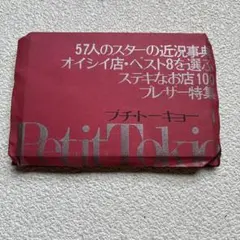 57人のスターの近況事典
オイシイ店・ベスト8を選ぶ
ステキなお店100
ブレザー特集
プチ・トーキョー
Petit Tokio